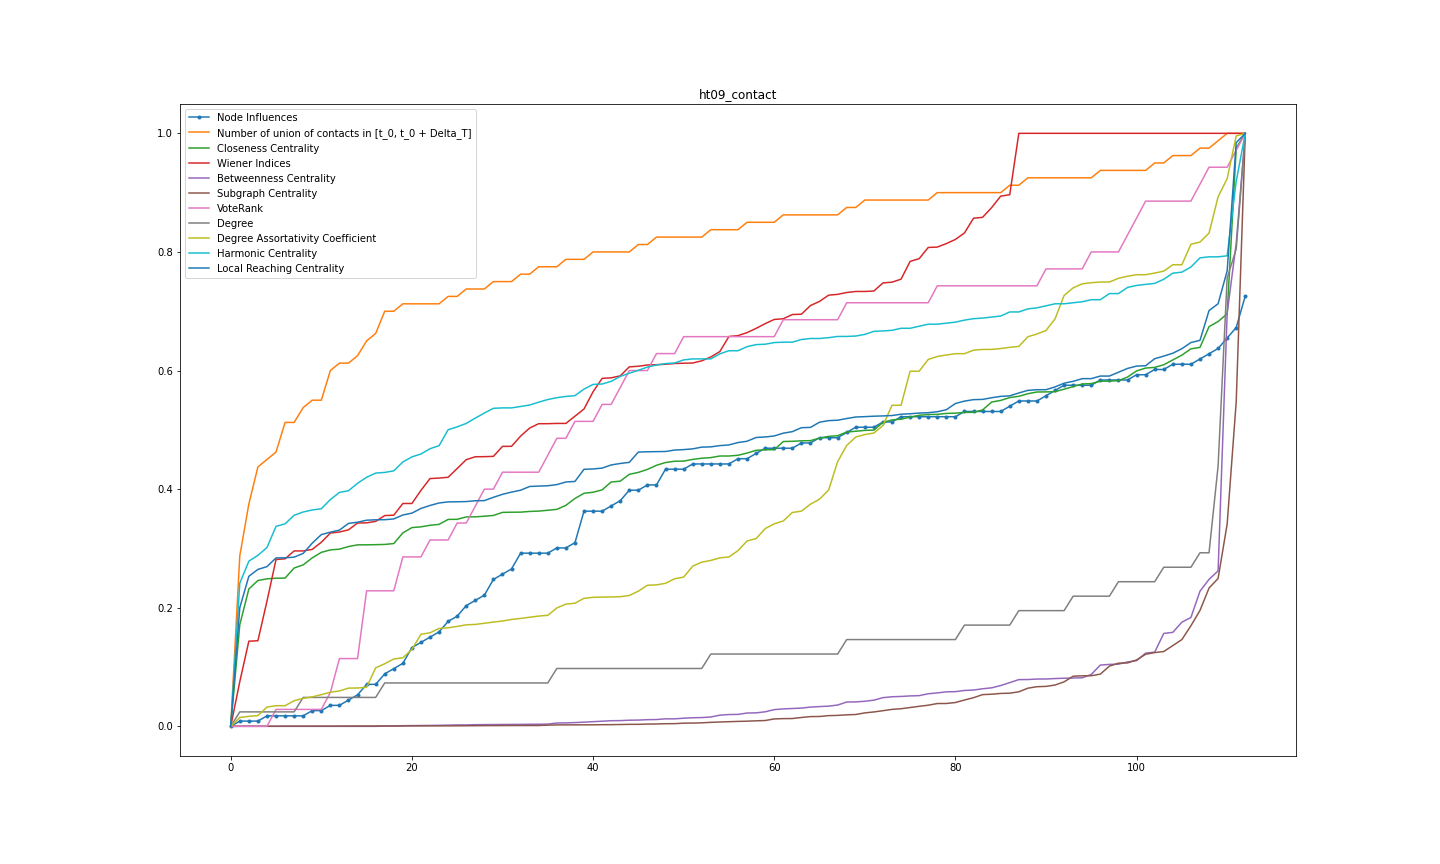 ht09_contact
Node Influences
Number of union of contacts in [t_0, t_0 + Delta_T]
Closeness Centrality
Wiener Indices
Betweenness Centrality
Subgraph Centrality
VoteRank
Degree
Degree Assortativity Coefficient
Harmonic Centrality
Local Reaching Centrality
1.0
0.8
0.6
0.4
0.2
0.0
0 20 40 60 80 100